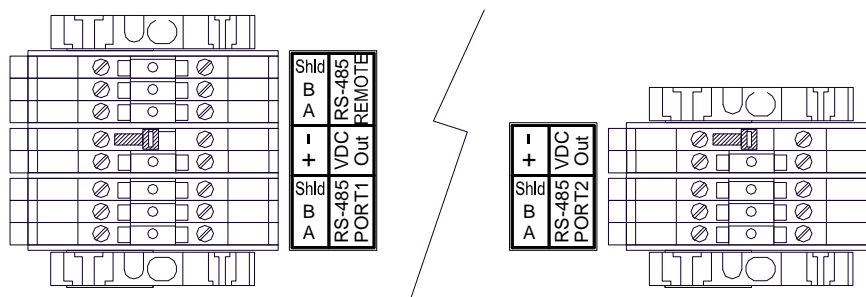 Shld
B
A
RS-485
REMOTE
-
+
VDC
Out
Shld
B
A
RS-485
PORT1
-
+
VDC
Out
Shld
B
A
RS-485
PORT2